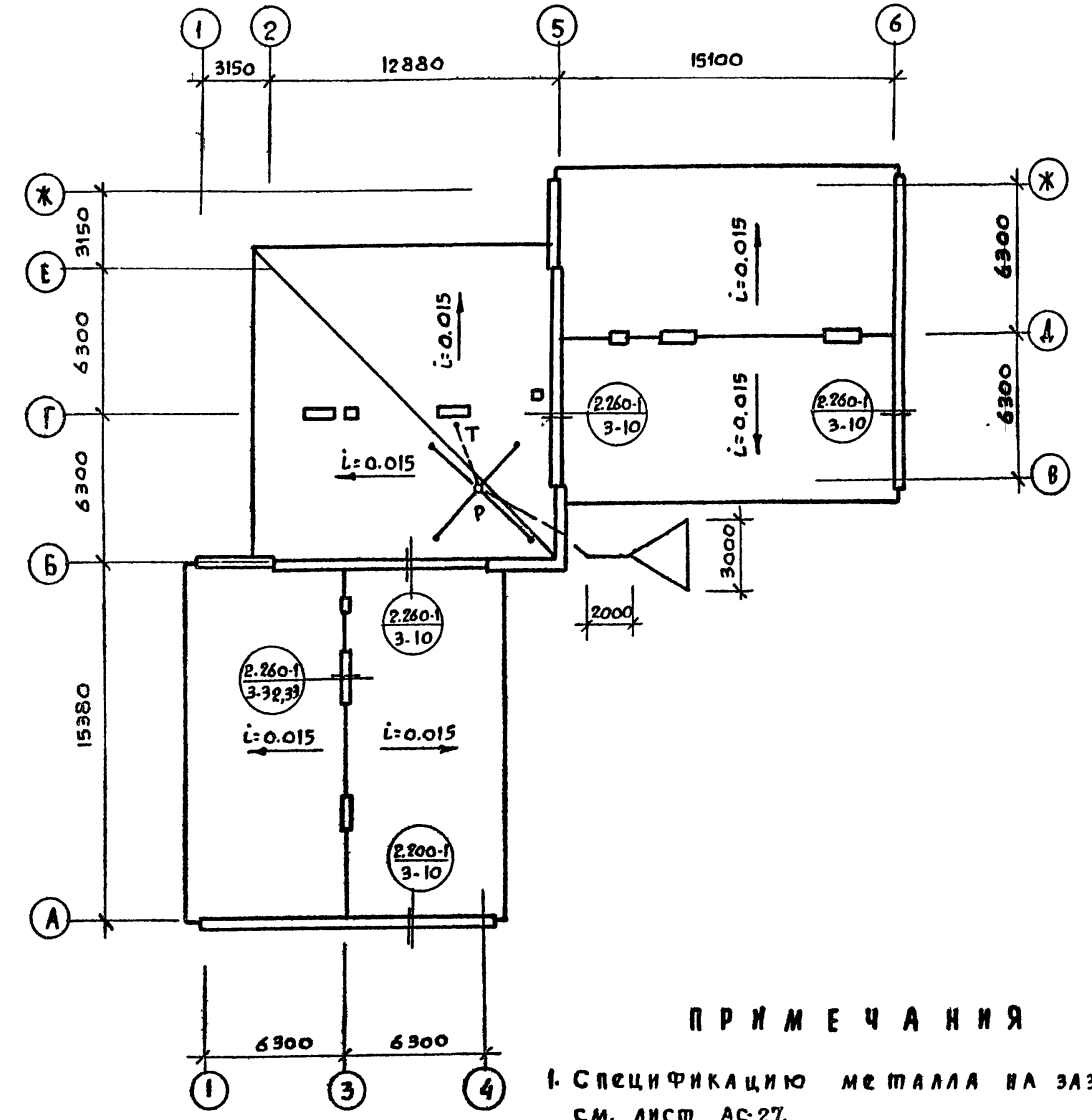 1 2 5 6
3150 12880 15100
Ж Ж
3150
Е
6300
6300
i=0.015
i=0.015
Д
6300
Г
2.260-1
3-10
2.260-1
3-10
i=0.015
6300
Т
i=0.015
В
Р
Б
3000
2000
2.260-1
3-10
2.260-1
3-32,33
15380
i=0.015 i=0.015
2.200-1
3-10
А
6300 6300
1 3 4
ПРИМЕЧАНИЯ
1. СПЕЦИФИКАЦИЮ МЕТАЛЛА НА ЗАЗ
СМ. ЛИСТ АС-27.